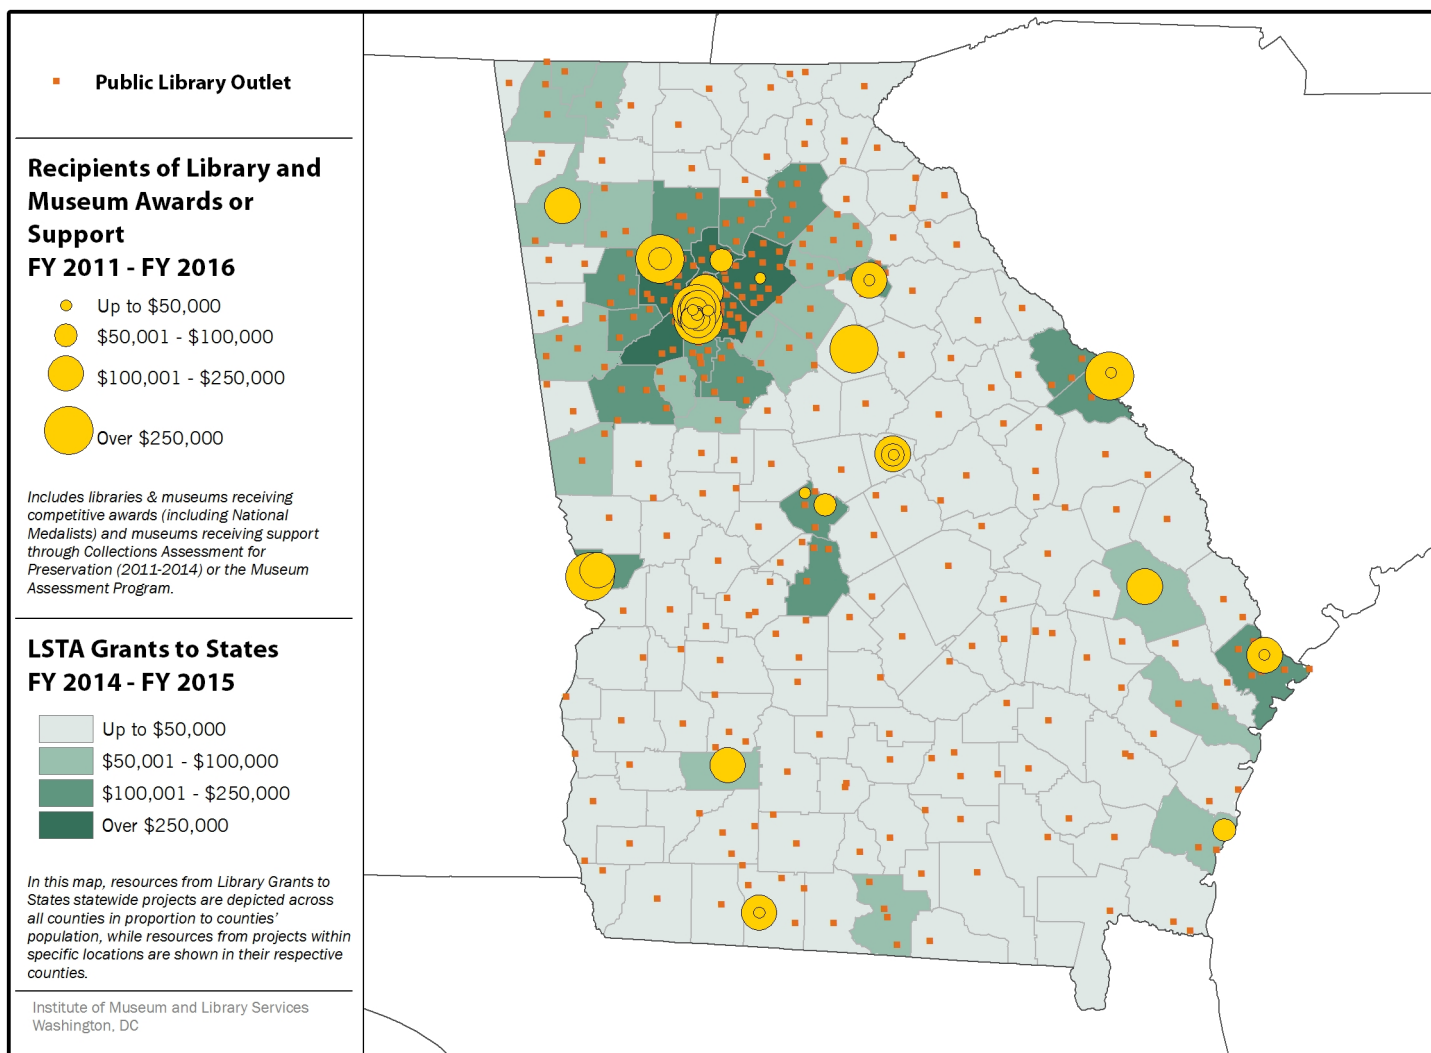 Public Library Outlet
Recipients of Library and
Museum Awards or
Support
FY 2011 - FY 2016
Up to $50,000
$50,001 - $100,000
$100,001 - $250,000
Over $250,000
Includes libraries & museums receiving
competitive awards (including National
Medalists) and museums receiving support
through Collections Assessment for
Preservation (2011-2014) or the Museum
Assessment Program.
LSTA Grants to States
FY 2014 - FY 2015
Up to $50,000
$50,001 - $100,000
$100,001 - $250,000
Over $250,000
In this map, resources from Library Grants to
States statewide projects are depicted across
all counties in proportion to counties'
population, while resources from projects within
specific locations are shown in their respective
counties.
Institute of Museum and Library Services
Washington, DC